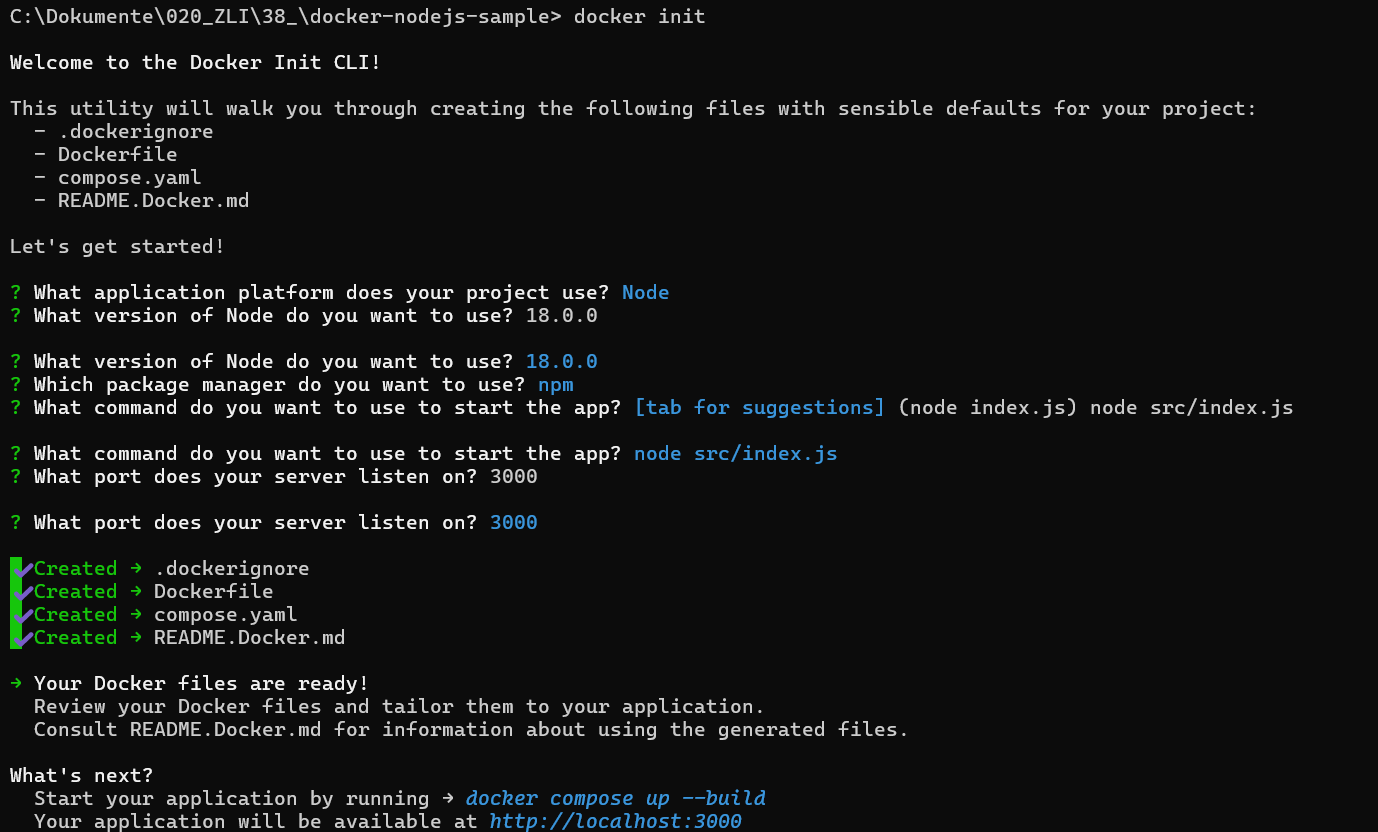 C:\Dokumente\020_ZLI\38_\docker-nodejs-sample> docker init
Welcome to the Docker Init CLI!
This utility will walk you through creating the following files with sensible defaults for your project:
  - .dockerignore
  - Dockerfile
  - compose.yaml
  - README.Docker.md
Let's get started!
? What application platform does your project use? Node
? What version of Node do you want to use? 18.0.0
? What version of Node do you want to use? 18.0.0
? Which package manager do you want to use? npm
? What command do you want to use to start the app? [tab for suggestions] (node index.js) node src/index.js
? What command do you want to use to start the app? node src/index.js
? What port does your server listen on? 3000
? What port does your server listen on? 3000
✔Created → .dockerignore
✔Created → Dockerfile
✔Created → compose.yaml
✔Created → README.Docker.md
→ Your Docker files are ready!
  Review your Docker files and tailor them to your application.
  Consult README.Docker.md for information about using the generated files.
What's next?
  Start your application by running → docker compose up --build
  Your application will be available at http://localhost:3000